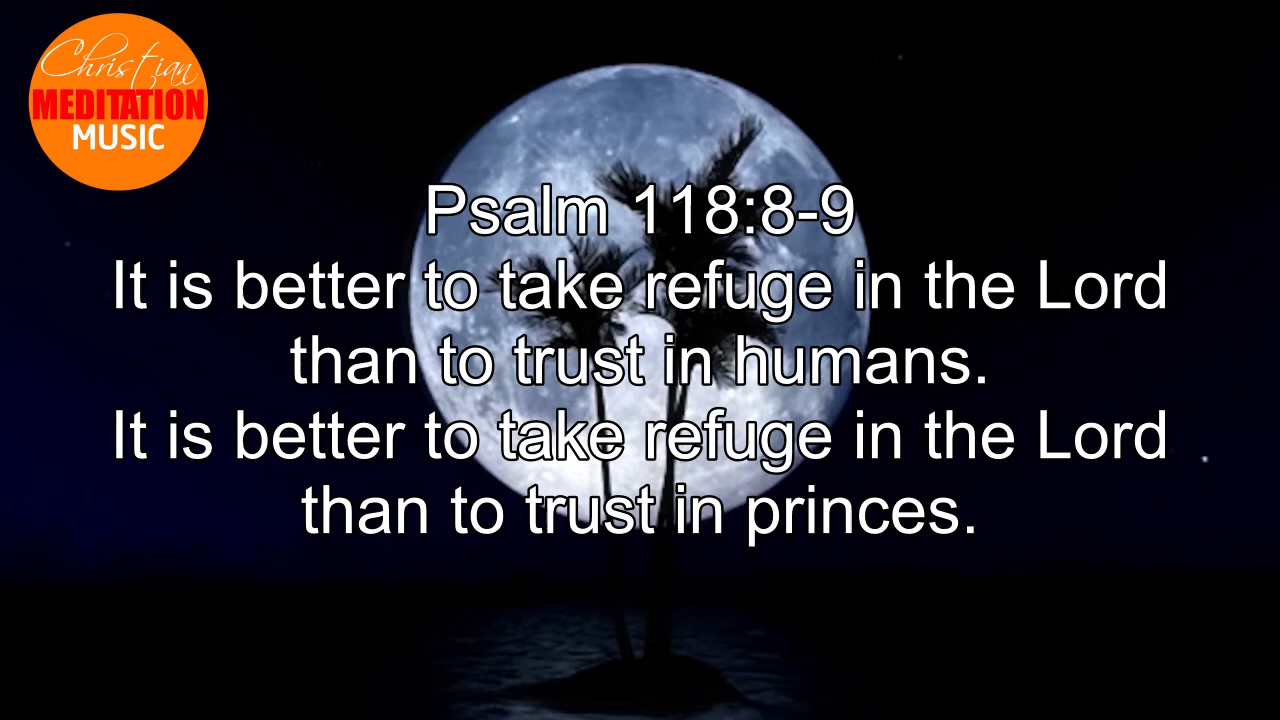 Christian
MEDITATION
MUSIC
Psalm 118:8-9
It is better to take refuge in the Lord
than to trust in humans.
It is better to take refuge in the Lord
than to trust in princes.